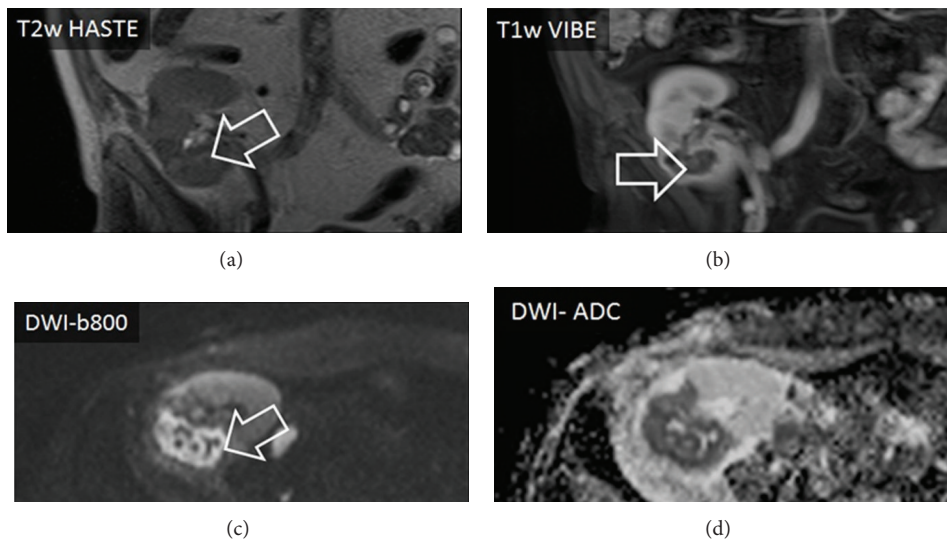 T2w HASTE
T1w VIBE
(a)
(b)
DWI-b800
DWI- ADC
(c)
(d)